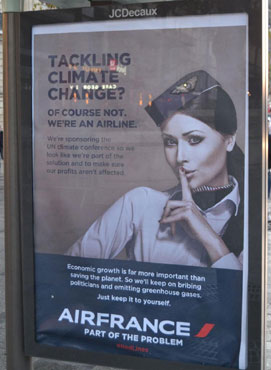 JCDecaux
TACKLING
CLIMATE
CHANGE?
OF COURSE NOT,
WE'RE AN AIRLINE.
We're sponsoring the
UN climate conference so we
look like we're part of the
solution and to make sure
our profits aren't affected.
Economic growth is far more important than
saving the planet. So we'll keep on bribing
politicians and emitting greenhouse gases.
Just keep it to yourself.
AIRFRANCE
PART OF THE PROBLEM